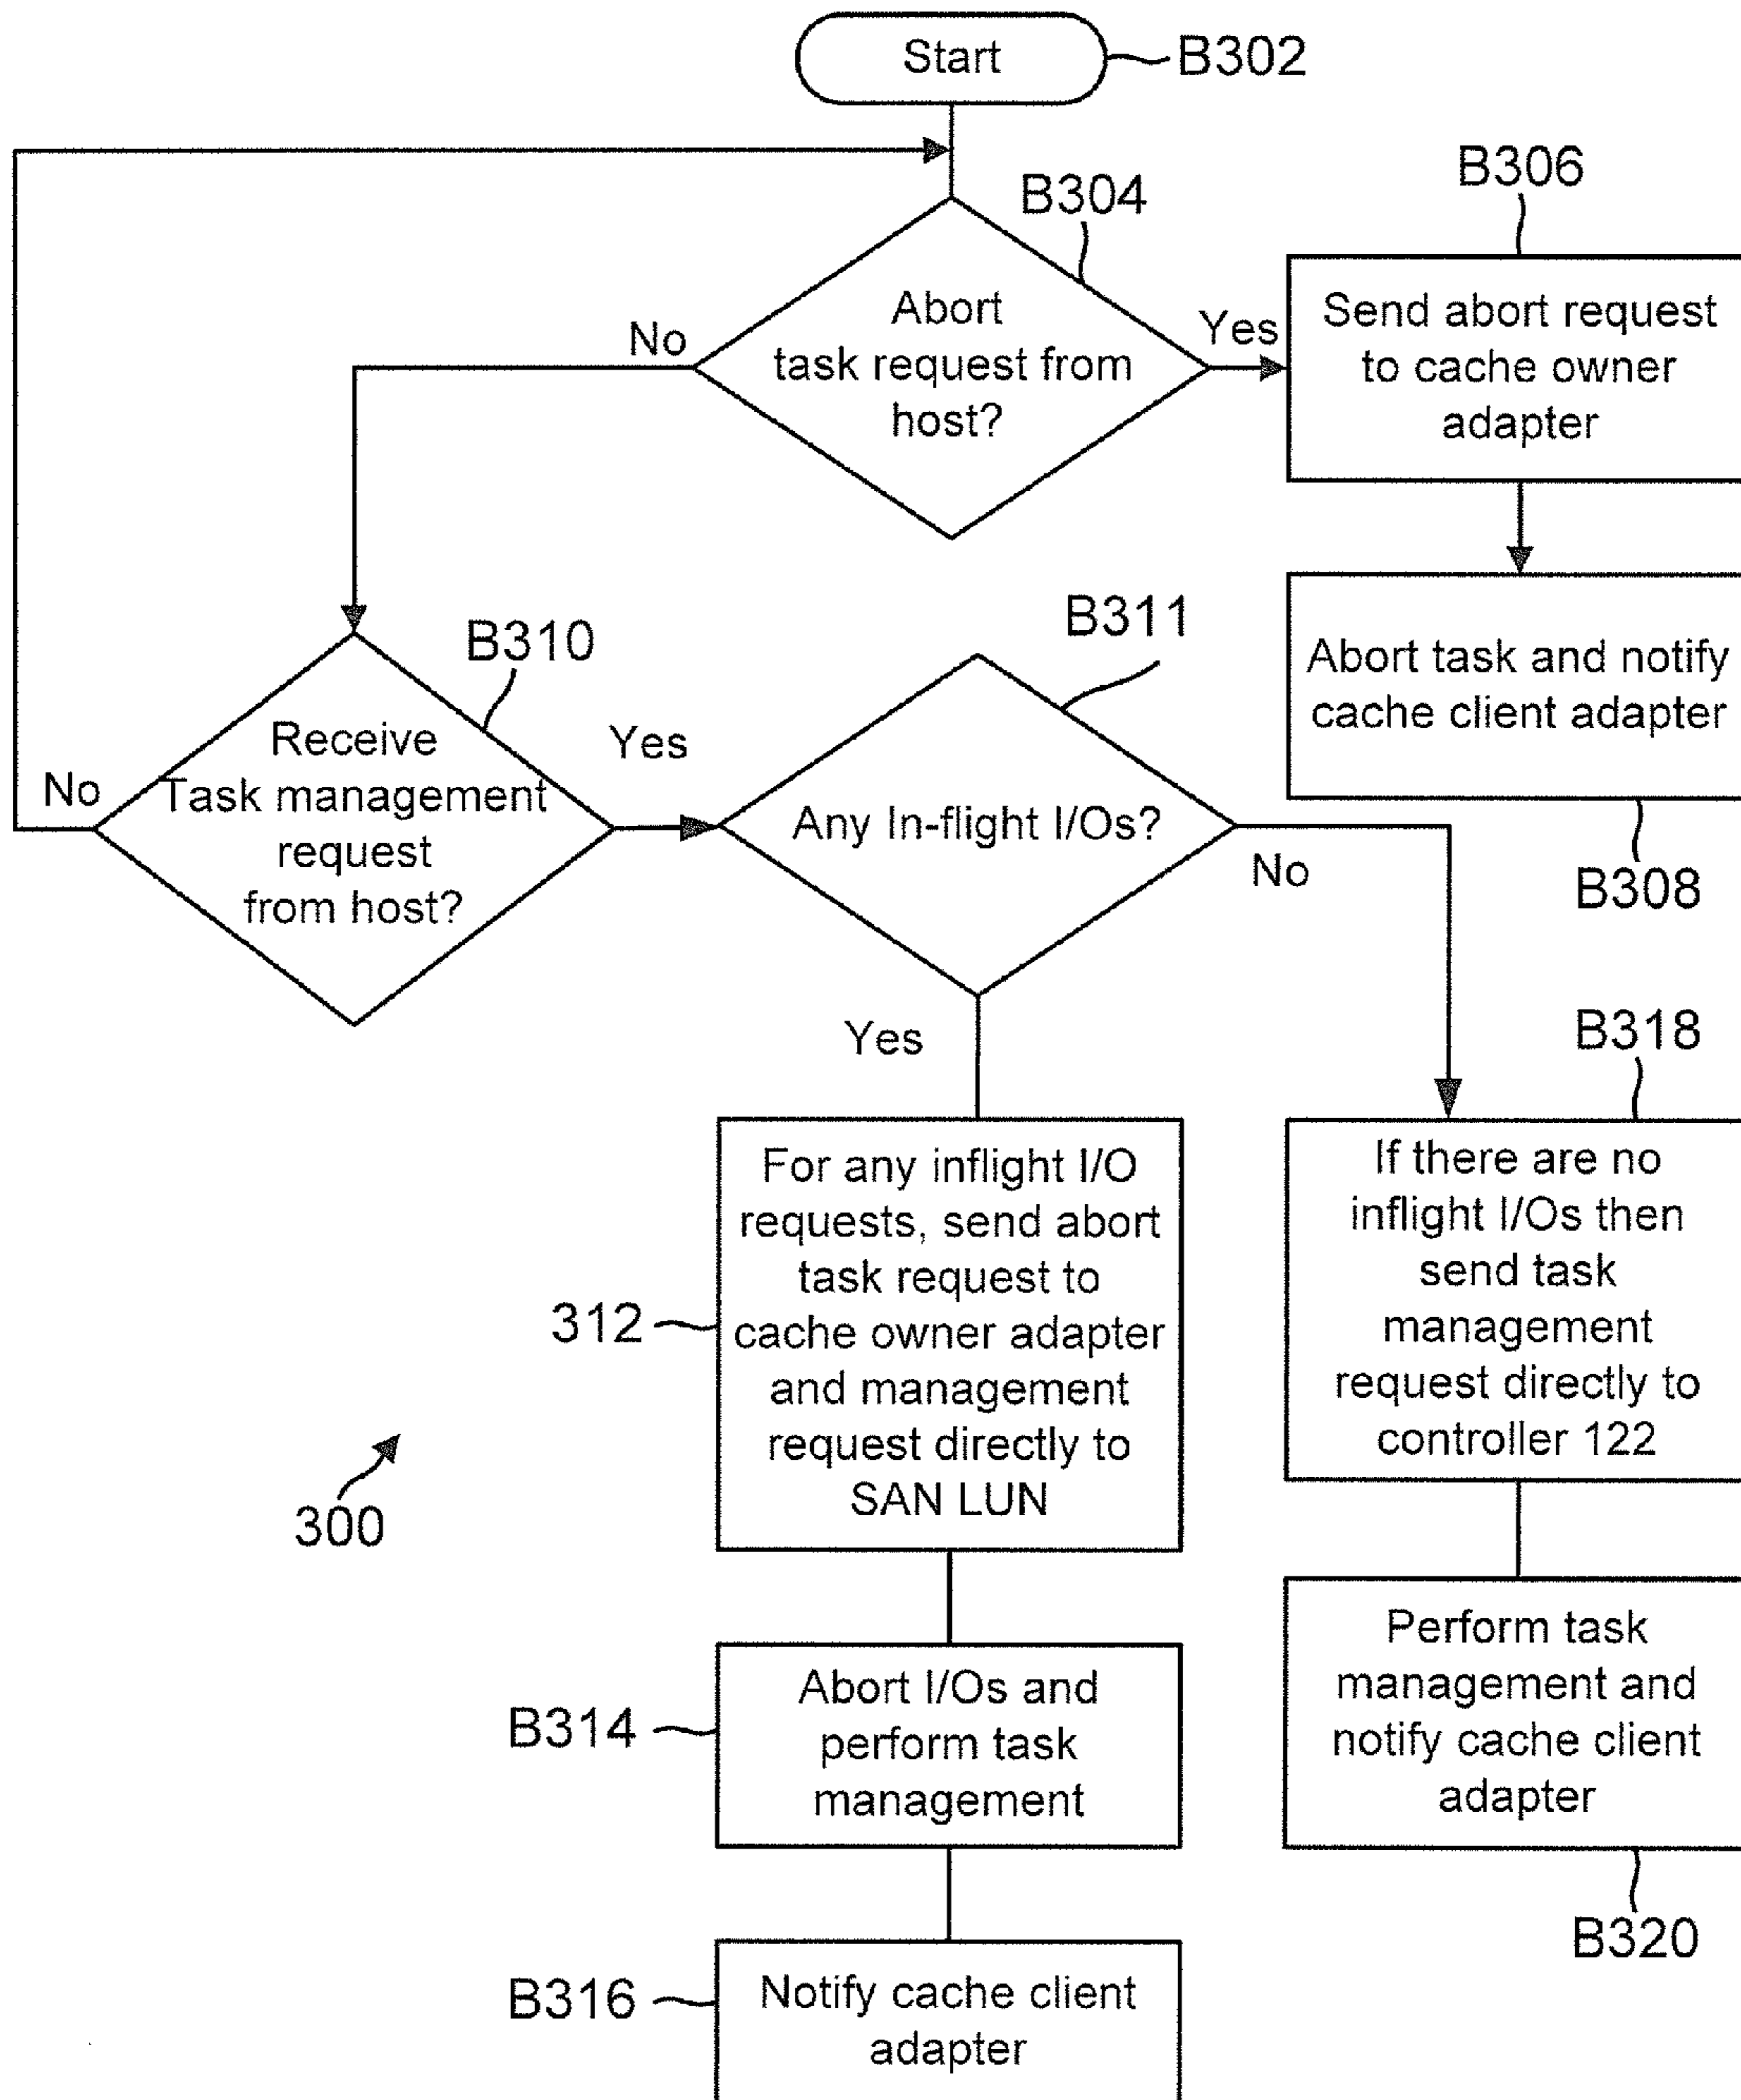 Start
B302
B306
B304
Abort
task request from
host?
No
Yes
Send abort request
to cache owner
adapter
B311
B310
Abort task and notify
cache client adapter
B308
Receive
Task management
request
from host?
No
Yes
Any In-flight I/Os?
No
Yes
B318
312
For any inflight I/O
requests, send abort
task request to
cache owner adapter
and management
request directly to
SAN LUN
If there are no
inflight I/Os then
send task
management
request directly to
controller 122
300
B314
Abort I/Os and
perform task
management
Perform task
management and
notify cache client
adapter
B320
B316
Notify cache client
adapter